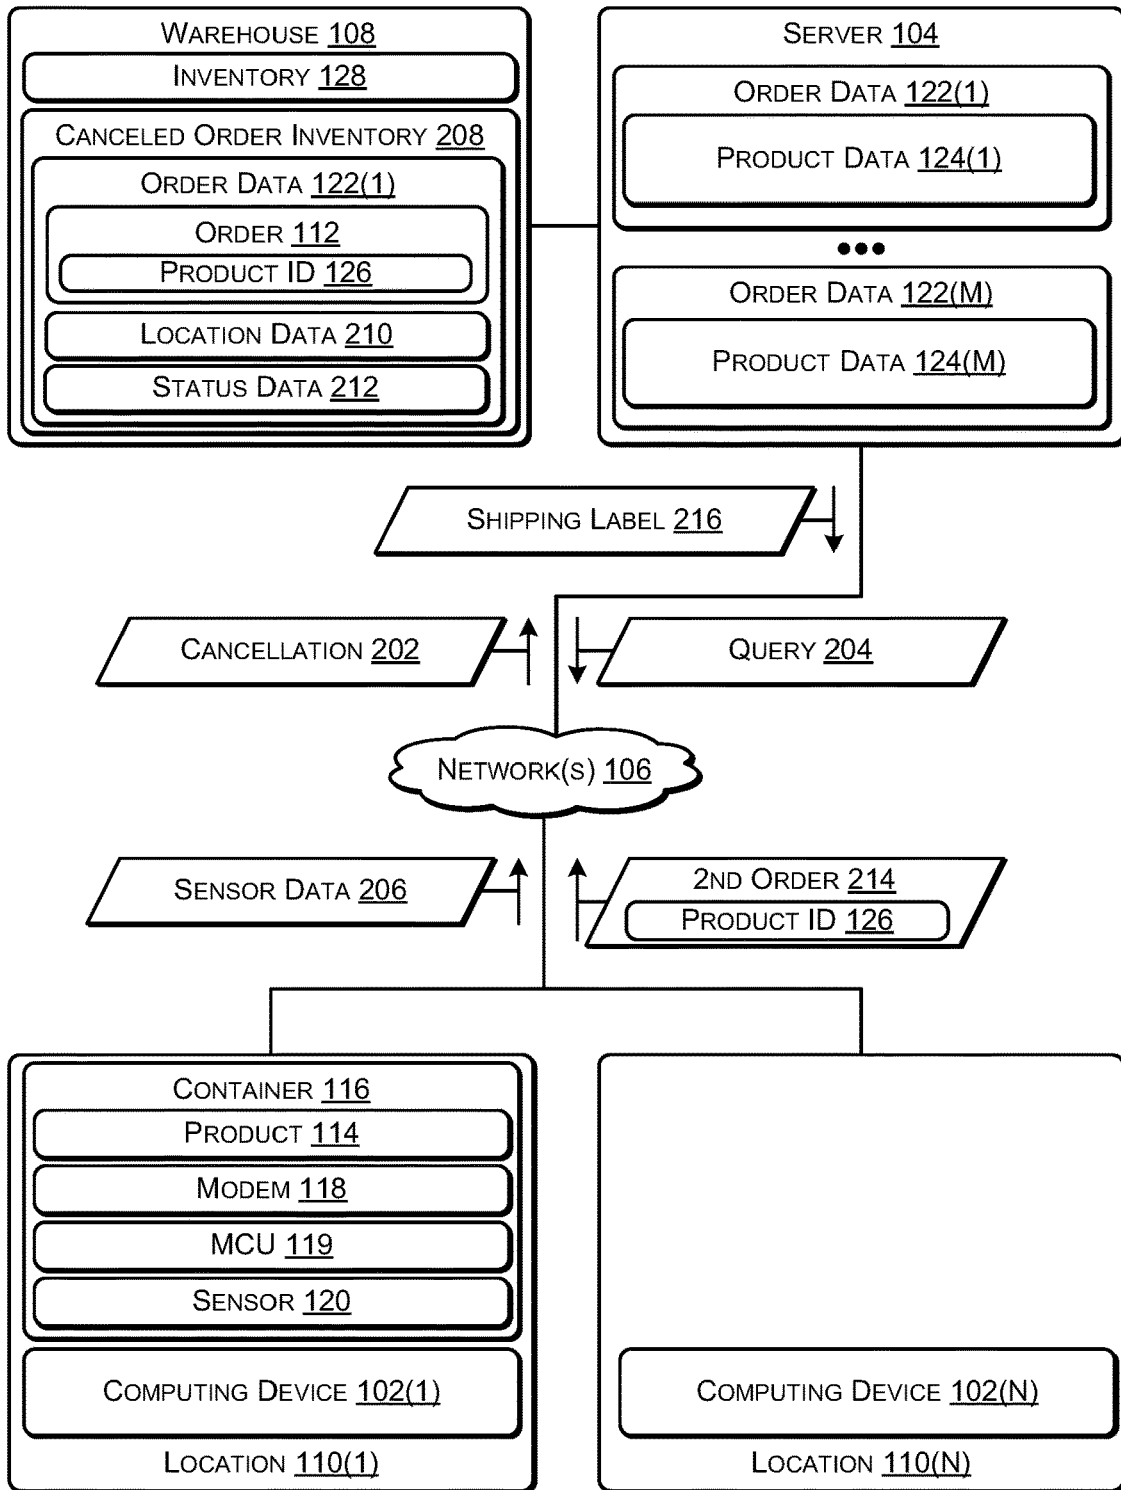 WAREHOUSE 108
INVENTORY 128
CANCELED ORDER INVENTORY 208
ORDER DATA 122(1)
ORDER 112
PRODUCT ID 126
LOCATION DATA 210
STATUS DATA 212
SERVER 104
ORDER DATA 122(1)
PRODUCT DATA 124(1)
•••
ORDER DATA 122(M)
PRODUCT DATA 124(M)
SHIPPING LABEL 216
CANCELLATION 202
QUERY 204
NETWORK(S) 106
SENSOR DATA 206
2ND ORDER 214
PRODUCT ID 126
CONTAINER 116
PRODUCT 114
MODEM 118
MCU 119
SENSOR 120
COMPUTING DEVICE 102(1)
LOCATION 110(1)
COMPUTING DEVICE 102(N)
LOCATION 110(N)